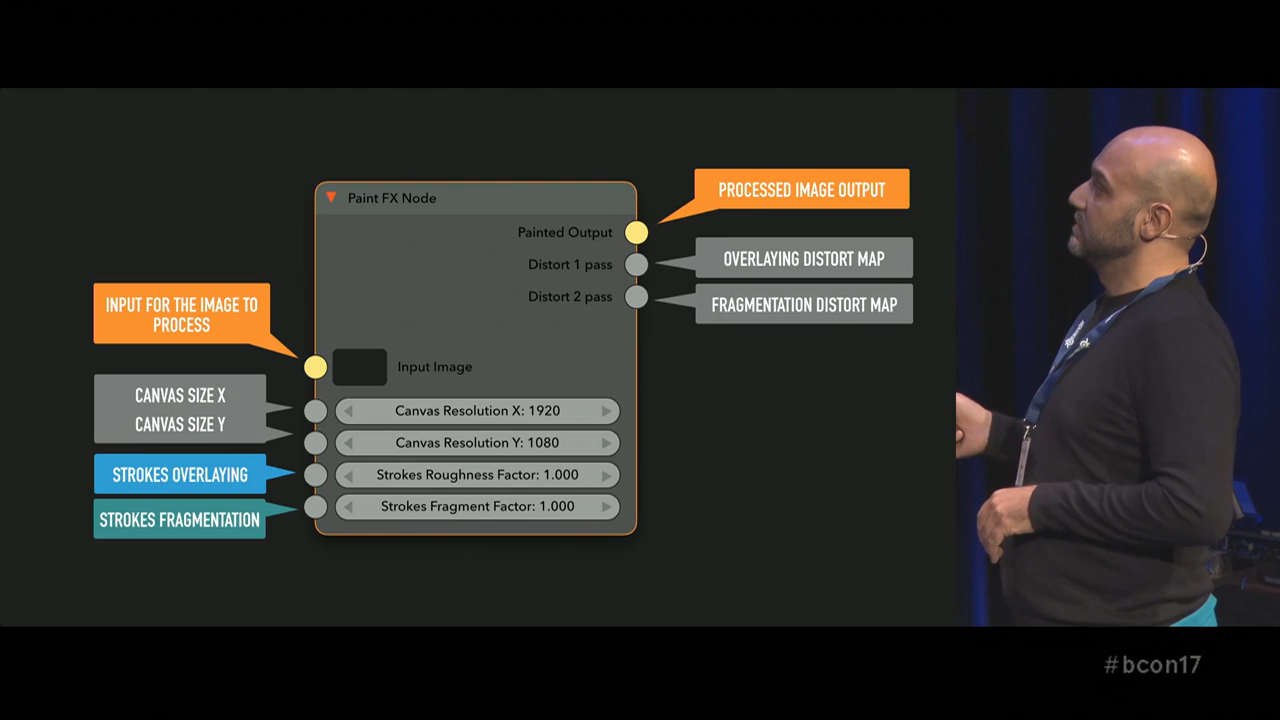 Paint FX Node
PROCESSED IMAGE OUTPUT
Painted Output
Distort 1 pass
OVERLAYING DISTORT MAP
Distort 2 pass
FRAGMENTATION DISTORT MAP
INPUT FOR THE IMAGE TO
PROCESS
Input Image
CANVAS SIZE X
CANVAS SIZE Y
Canvas Resolution X: 1920
Canvas Resolution Y: 1080
STROKES OVERLAYING
Strokes Roughness Factor: 1.000
STROKES FRAGMENTATION
Strokes Fragment Factor: 1.000
#bcon17